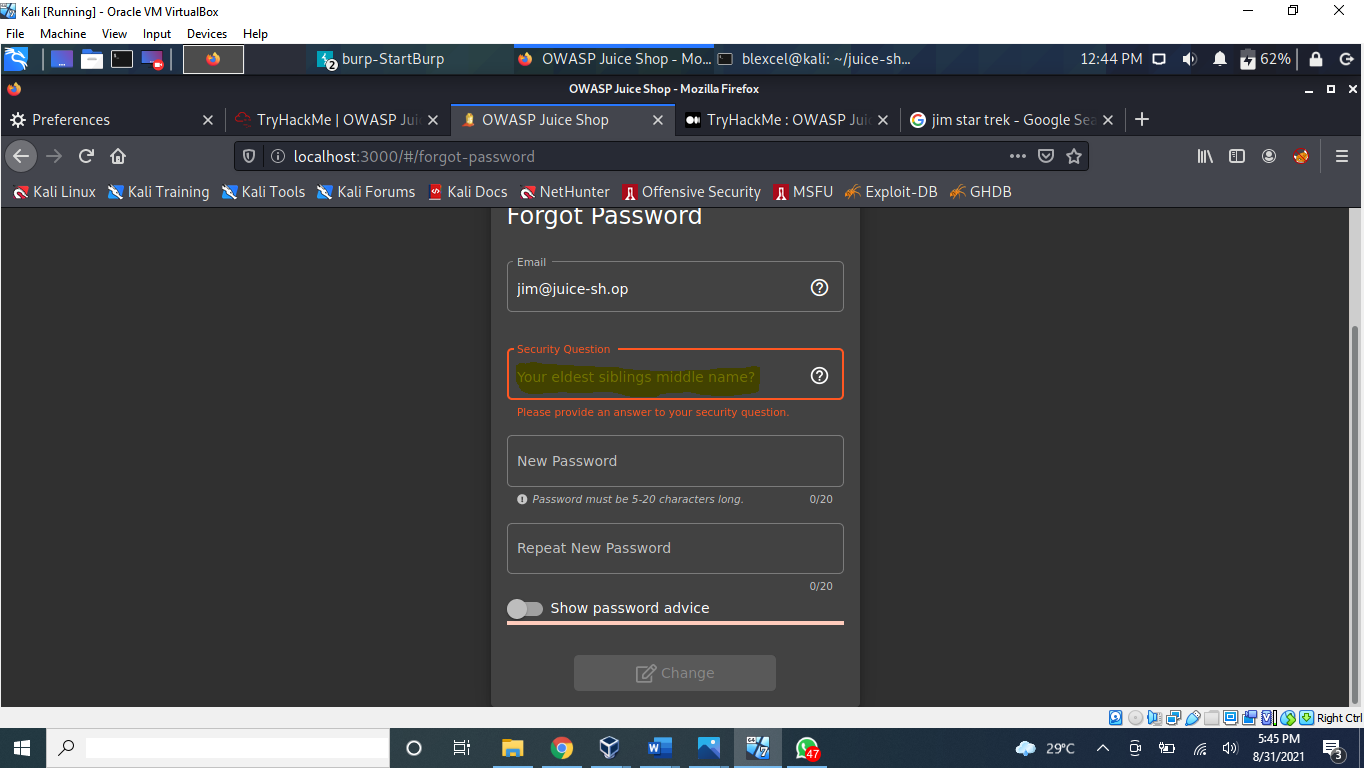 Kali [Running] - Oracle VM VirtualBox
File Machine View Input Devices Help
burp-StartBurp OWASP Juice Shop - Mo... blexcel@kali: ~/juice-sh... 12:44 PM 62%
OWASP Juice Shop - Mozilla Firefox
Preferences TryHackMe | OWASP Jui OWASP Juice Shop TryHackMe : OWASP Jui jim star trek - Google Sea
localhost:3000/#/forgot-password
Kali Linux Kali Training Kali Tools Kali Forums Kali Docs NetHunter Offensive Security MSFU Exploit-DB GHDB
Forgot Password
Email
jim@juice-sh.op
Security Question
Your eldest siblings middle name?
Please provide an answer to your security question.
New Password
Password must be 5-20 characters long. 0/20
Repeat New Password
0/20
Show password advice
Change
Right Ctrl
47
29°C
5:45 PM
8/31/2021
3